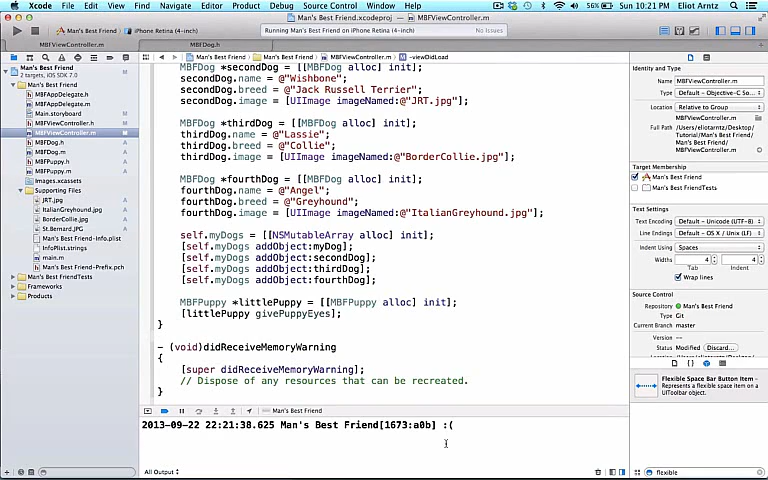 Xcode File Edit View Find Navigate Editor Product Debug Source Control Window Help 56% Sun 10:21 PM Eliot Arntz
Man's Best Friend.xcodeproj — MBFViewController.m
Man's Best Friend iPhone Retina (4-inch) Running Man's Best Friend on iPhone Retina (4-inch) No Issues
MBFViewController.m MBFDog.h
Man's Best Friend Man's Best Friend MBFViewController.m -viewDidLoad
Man's Best Friend
2 targets, iOS SDK 7.0
Man's Best Friend
MBFAppDelegate.h
MBFAppDelegate.m
Main.storyboard
MBFViewController.h
MBFViewController.m
MBFDog.h
MBFDog.m
MBFPuppy.h
MBFPuppy.m
Images.xcassets
Supporting Files
JRT.jpg
ItalianGreyhound.jpg
BorderCollie.jpg
St.Bernard.JPG
Man's Best Friend-Info.plist
InfoPlist.strings
main.m
Man's Best Friend-Prefix.pch
Man's Best FriendTests
Frameworks
Products
MBFDog *secondDog = [[MBFDog alloc] init];
secondDog.name = @"Wishbone";
secondDog.breed = @"Jack Russell Terrier";
secondDog.image = [UIImage imageNamed:@"JRT.jpg"];
MBFDog *thirdDog = [[MBFDog alloc] init];
thirdDog.name = @"Lassie";
thirdDog.breed = @"Collie";
thirdDog.image = [UIImage imageNamed:@"BorderCollie.jpg"];
MBFDog *fourthDog = [[MBFDog alloc] init];
fourthDog.name = @"Angel";
fourthDog.breed = @"Greyhound";
fourthDog.image = [UIImage imageNamed:@"ItalianGreyhound.jpg"];
self.myDogs = [[NSMutableArray alloc] init];
[self.myDogs addObject:myDog];
[self.myDogs addObject:secondDog];
[self.myDogs addObject:thirdDog];
[self.myDogs addObject:fourthDog];
MBFPuppy *littlePuppy = [[MBFPuppy alloc] init];
[littlePuppy givePuppyEyes];
}
- (void)didReceiveMemoryWarning
{
[super didReceiveMemoryWarning];
// Dispose of any resources that can be recreated.
}
Man's Best Friend
2013-09-22 22:21:38.625 Man's Best Friend[1673:a0b] :(
All Output
Identity and Type
Name MBFViewController.m
Type Default - Objective-C So...
Location Relative to Group
MBFViewController.m
Full Path /Users/eliotarntz/Desktop/
Tutorial/Man's Best Friend/
Man's Best Friend/
MBFViewController.m
Target Membership
Man's Best Friend
Man's Best FriendTests
Text Settings
Text Encoding Default - Unicode (UTF-8)
Line Endings Default - OS X / Unix (LF)
Indent Using Spaces
Widths 4 4
Tab Indent
Wrap lines
Source Control
Repository Man's Best Friend
Type Git
Current Branch master
Version --
Status Modified Discard...
Flexible Space Bar Button Item -
Represents a flexible space item on a
UIToolbar object.
flexible